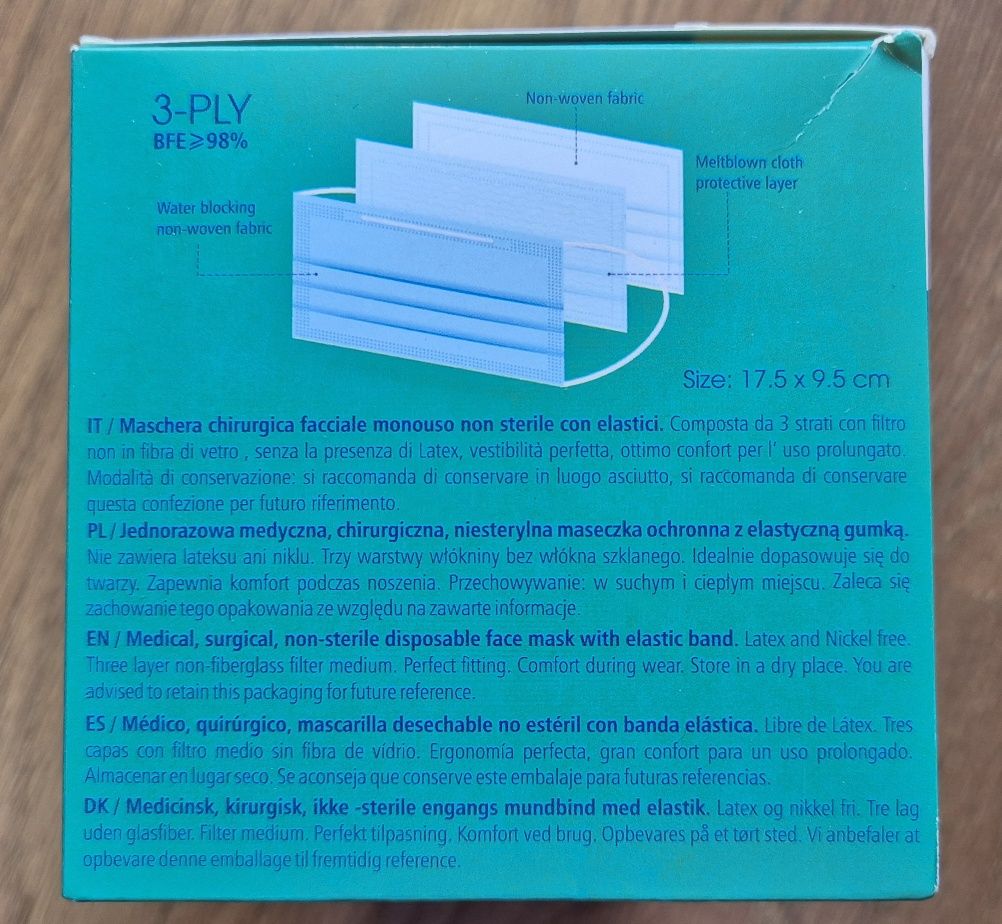 3-PLY
BFE⩾98%
Non-woven fabric
Meltblown cloth
protective layer
Water blocking
non-woven fabric
Size: 17.5 x 9.5 cm
IT / Maschera chirurgica facciale monouso non sterile con elastici. Composta da 3 strati con filtro
non in fibra di vetro , senza la presenza di Latex, vestibilità perfetta, ottimo confort per l' uso prolungato.
Modalità di conservazione: si raccomanda di conservare in luogo asciutto, si raccomanda di conservare
questa confezione per futuro riferimento.
PL / Jednorazowa medyczna, chirurgiczna, niesterylna maseczka ochronna z elastyczną gumką.
Nie zawiera lateksu ani niklu. Trzy warstwy włókniny bez włókna szklanego. Idealnie dopasowuje się do
twarzy. Zapewnia komfort podczas noszenia. Przechowywanie: w suchym i ciepłym miejscu. Zaleca się
zachowanie tego opakowania ze względu na zawarte informacje.
EN / Medical, surgical, non-sterile disposable face mask with elastic band. Latex and Nickel free.
Three layer non-fiberglass filter medium. Perfect fitting. Comfort during wear. Store in a dry place. You are
advised to retain this packaging for future reference.
ES / Médico, quirúrgico, mascarilla desechable no estéril con banda elástica. Libre de Látex. Tres
capas con filtro medio sin fibra de vídrio. Ergonomía perfecta, gran confort para un uso prolongado.
Almacenar en lugar seco. Se aconseja que conserve este embalaje para futuras referencias.
DK / Medicinsk, kirurgisk, ikke -sterile engangs mundbind med elastik. Latex og nikkel fri. Tre lag
uden glasfiber. Filter medium. Perfekt tilpasning. Komfort ved brug. Opbevares på et tørt sted. Vi anbefaler at
opbevare denne emballage til fremtidig reference.